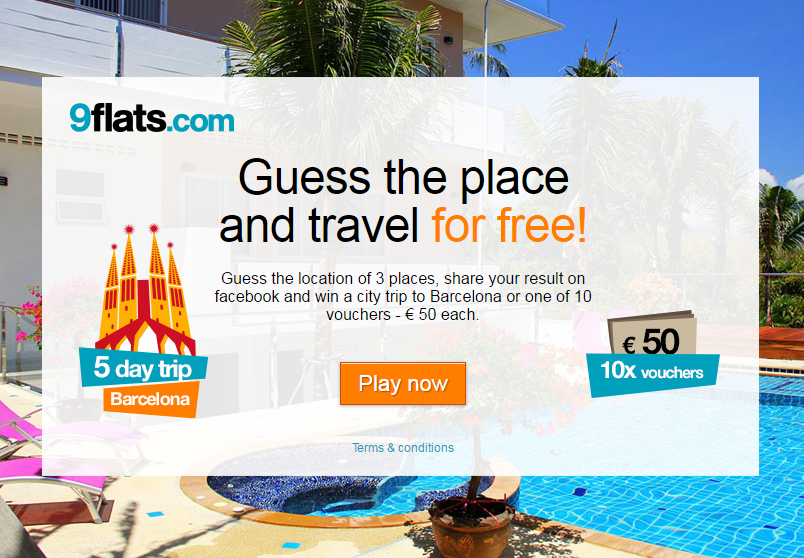 9flats.com
Guess the place
and travel for free!
Guess the location of 3 places, share your result on
facebook and win a city trip to Barcelona or one of 10
vouchers - € 50 each.
5 day trip
Barcelona
€ 50
10x vouchers
Play now
Terms & conditions